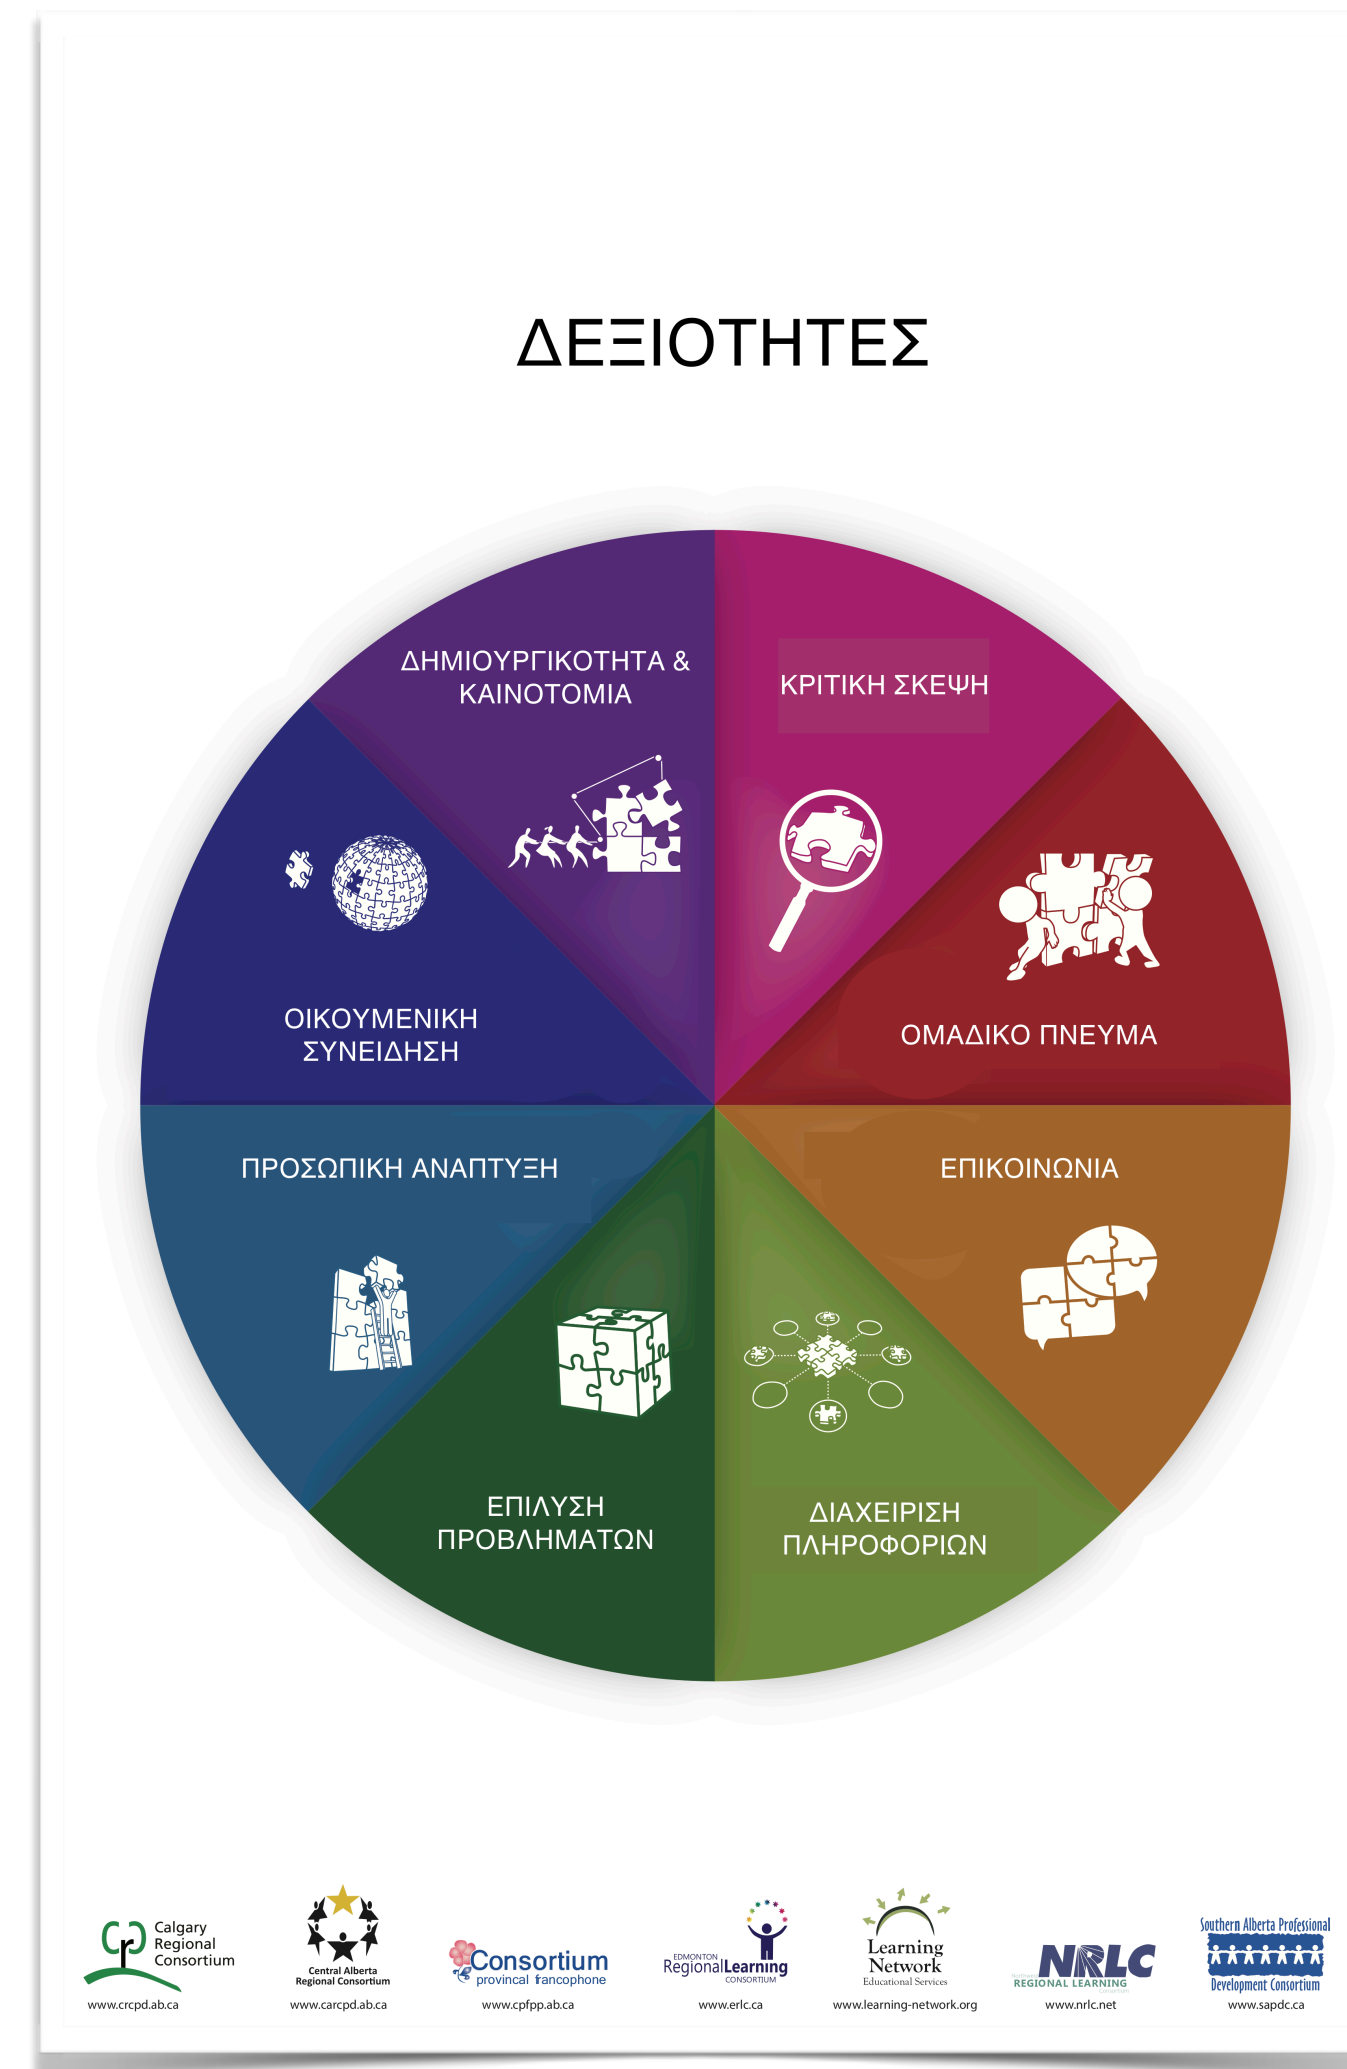 ΔΕΞΙΟΤΗΤΕΣ
ΔΗΜΙΟΥΡΓΙΚΟΤΗΤΑ &
ΚΑΙΝΟΤΟΜΙΑ
ΚΡΙΤΙΚΗ ΣΚΕΨΗ
ΟΙΚΟΥΜΕΝΙΚΗ
ΣΥΝΕΙΔΗΣΗ
ΟΜΑΔΙΚΟ ΠΝΕΥΜΑ
ΠΡΟΣΩΠΙΚΗ ΑΝΑΠΤΥΞΗ
ΕΠΙΚΟΙΝΩΝΙΑ
ΕΠΙΛΥΣΗ
ΠΡΟΒΛΗΜΑΤΩΝ
ΔΙΑΧΕΙΡΙΣΗ
ΠΛΗΡΟΦΟΡΙΩΝ
Calgary
Regional
Consortium
www.crcpd.ab.ca
Central Alberta
Regional Consortium
www.carcpd.ab.ca
Consortium
provincal francophone
www.cpfpp.ab.ca
EDMONTON
RegionalLearning
CONSORTIUM
www.erlc.ca
Learning
Network
Educational Services
www.learning-network.org
NRLC
REGIONAL LEARNING
Consortium
www.nrlc.net
Southern Alberta Professional
Development Consortium
www.sapdc.ca